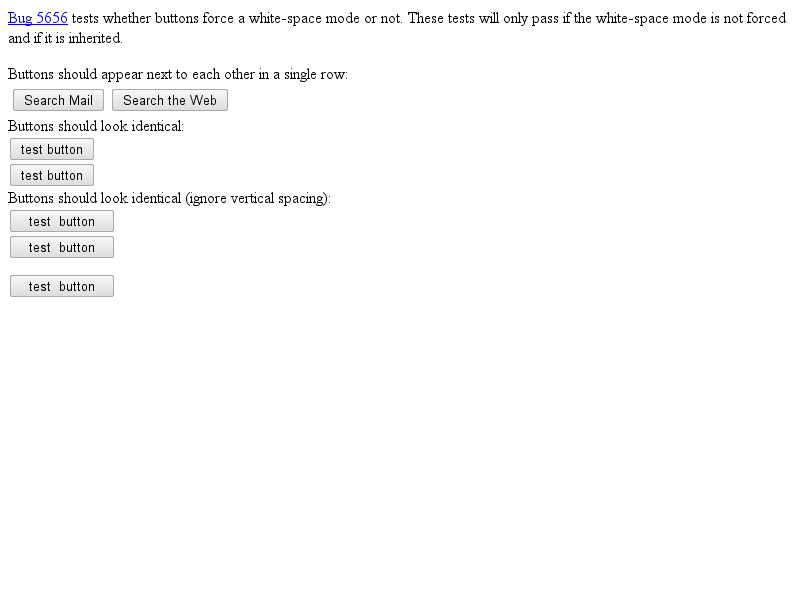 Bug 5656 tests whether buttons force a white-space mode or not. These tests will only pass if the white-space mode is not forced
and if it is inherited.
Buttons should appear next to each other in a single row:
Search Mail Search the Web
Buttons should look identical:
test button
test button
Buttons should look identical (ignore vertical spacing):
test  button
test  button
test  button